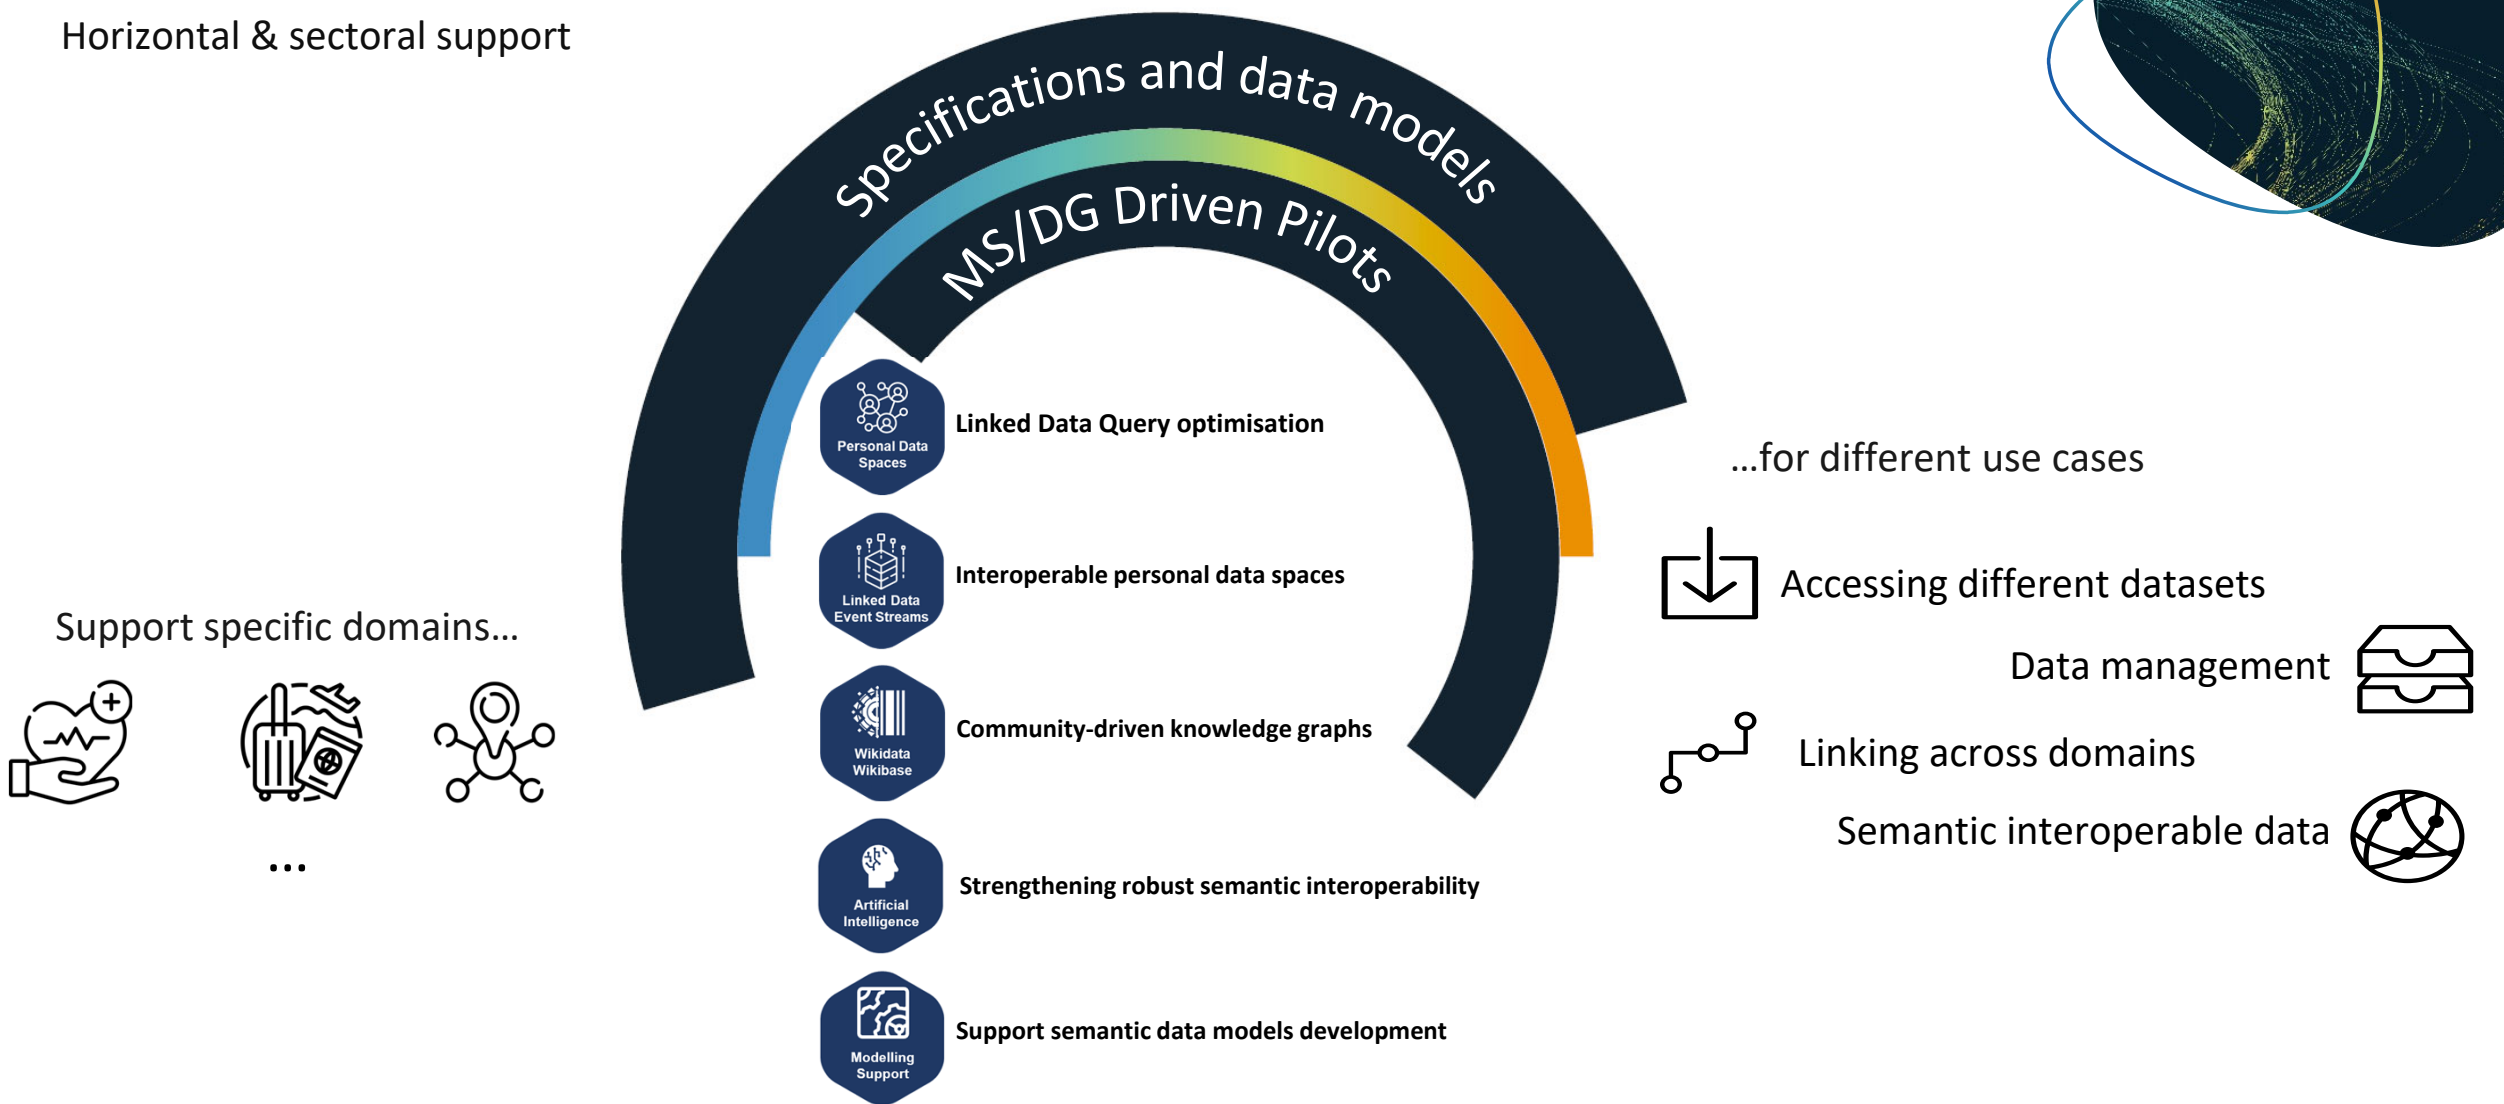 Horizontal & sectoral support
Specifications and data models
MS/DG Driven Pilots
Support specific domains...
...
Personal Data
Spaces
Linked Data Query optimisation
Linked Data
Event Streams
Interoperable personal data spaces
Wikidata
Wikibase
Community-driven knowledge graphs
Artificial
Intelligence
Strengthening robust semantic interoperability
Modelling
Support
Support semantic data models development
...for different use cases
Accessing different datasets
Data management
Linking across domains
Semantic interoperable data